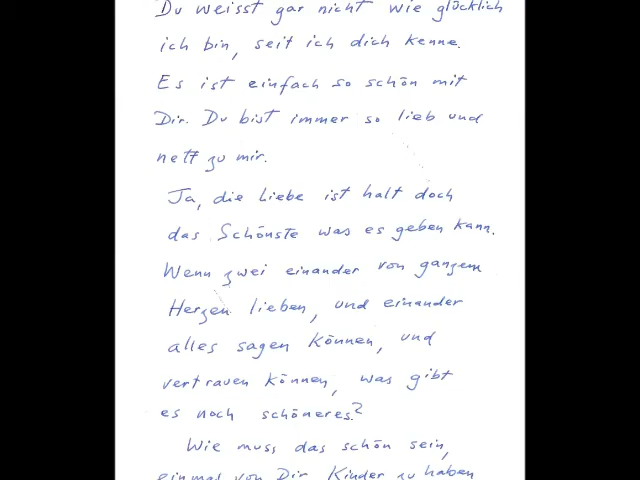 Du weisst gar nicht wie glücklich
ich bin, seit ich dich kenne.
Es ist einfach so schön mit
Dir. Du bist immer so lieb und
nett zu mir.
Ja, die Liebe ist halt doch
das Schönste was es geben kann.
Wenn zwei einander von ganzem
Herzen lieben, und einander
alles sagen können, und
vertrauen können, was gibt
es noch schöneres?
Wie muss das schön sein,
einmal von Dir Kinder zu haben